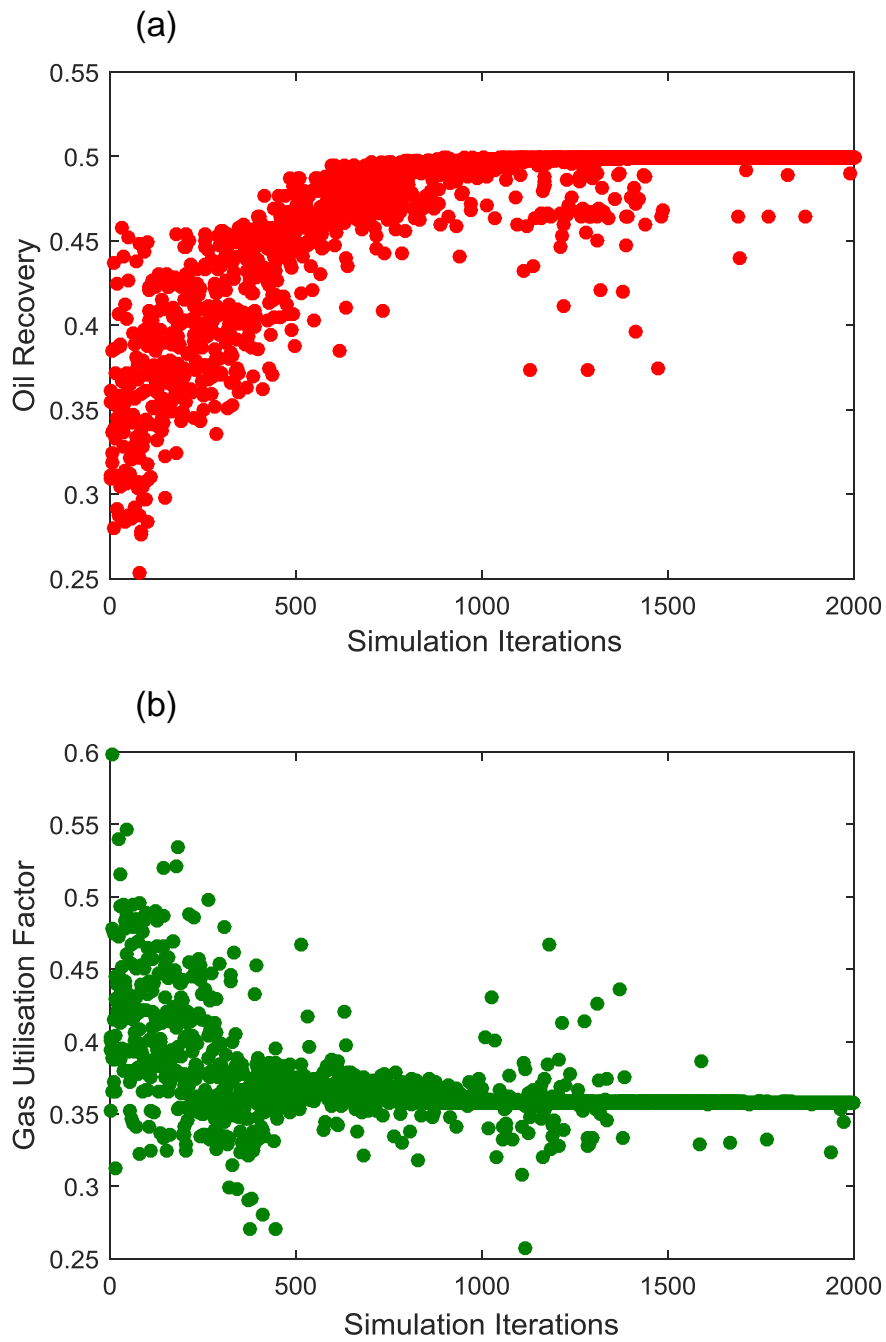 (a)
0.55
0.5
0.45
0.4
0.35
0.3
0.25
Oil Recovery
0 500 1000 1500 2000
Simulation Iterations
(b)
0.6
0.55
0.5
0.45
0.4
0.35
0.3
0.25
Gas Utilisation Factor
0 500 1000 1500 2000
Simulation Iterations